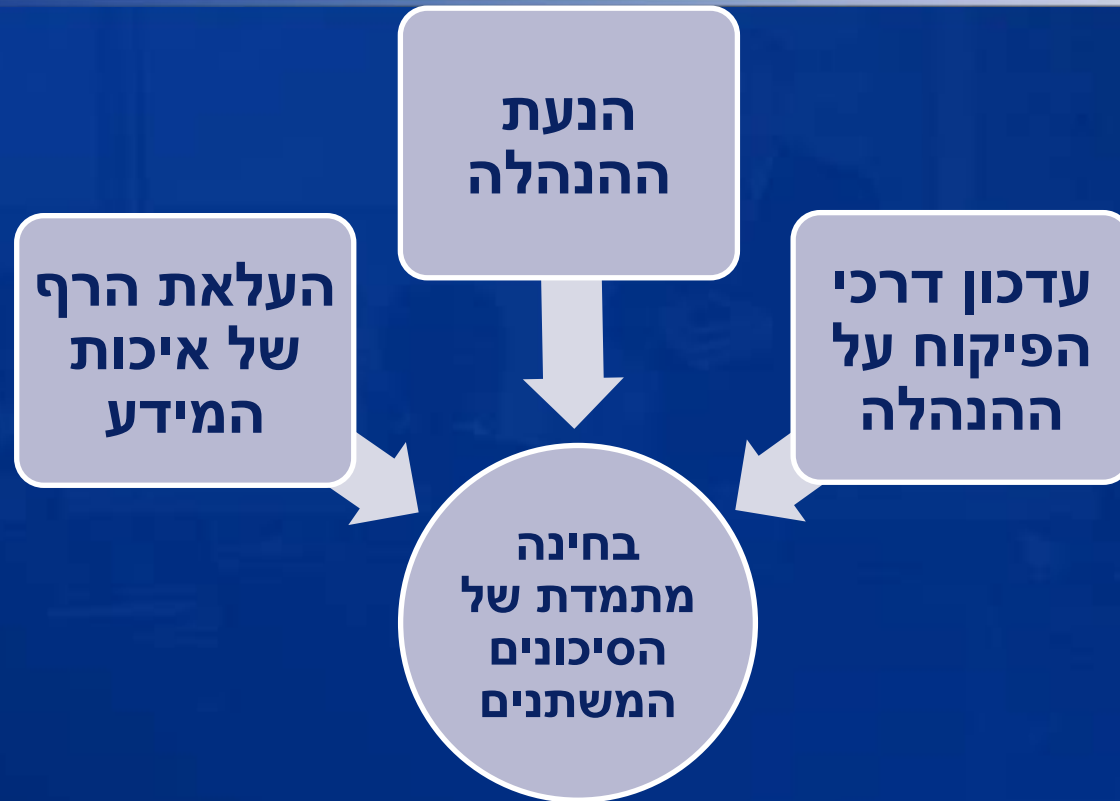 הנעת
ההנהלה
עדכון דרכי
הפיקוח על
ההנהלה
העלאת הרף
של איכות
המידע
בחינה
מתמדת של
הסיכונים
המשתנים